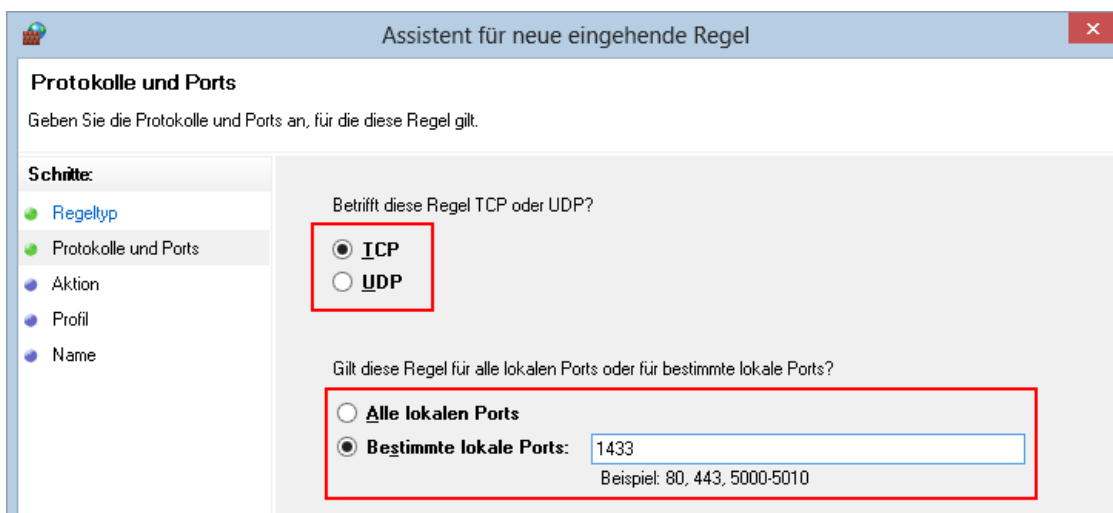 Assistent für neue eingehende Regel
Protokolle und Ports
Geben Sie die Protokolle und Ports an, für die diese Regel gilt.
Schritte:
Regeltyp
Protokolle und Ports
Aktion
Profil
Name
Betrifft diese Regel TCP oder UDP?
TCP
UDP
Gilt diese Regel für alle lokalen Ports oder für bestimmte lokale Ports?
Alle lokalen Ports
Bestimmte lokale Ports: 1433
Beispiel: 80, 443, 5000-5010